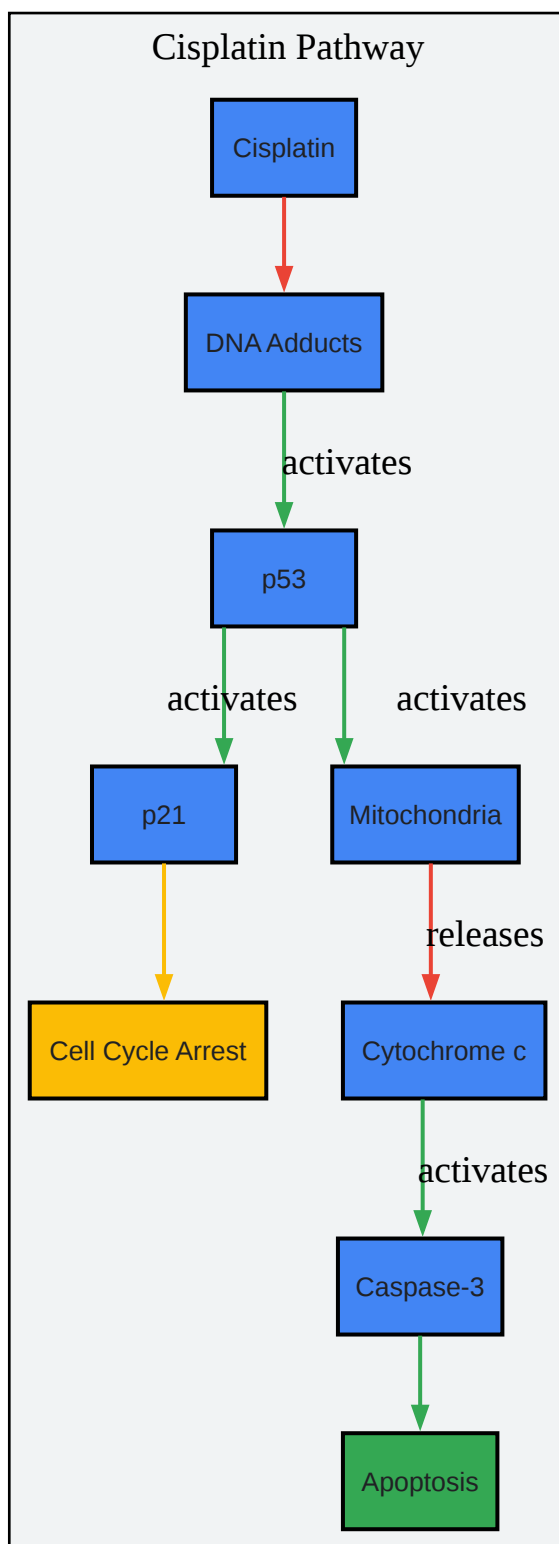 Cisplatin Pathway
Cisplatin
DNA Adducts
activates
p53
activates
activates
p21
Mitochondria
releases
Cell Cycle Arrest
Cytochrome c
activates
Caspase-3
Apoptosis